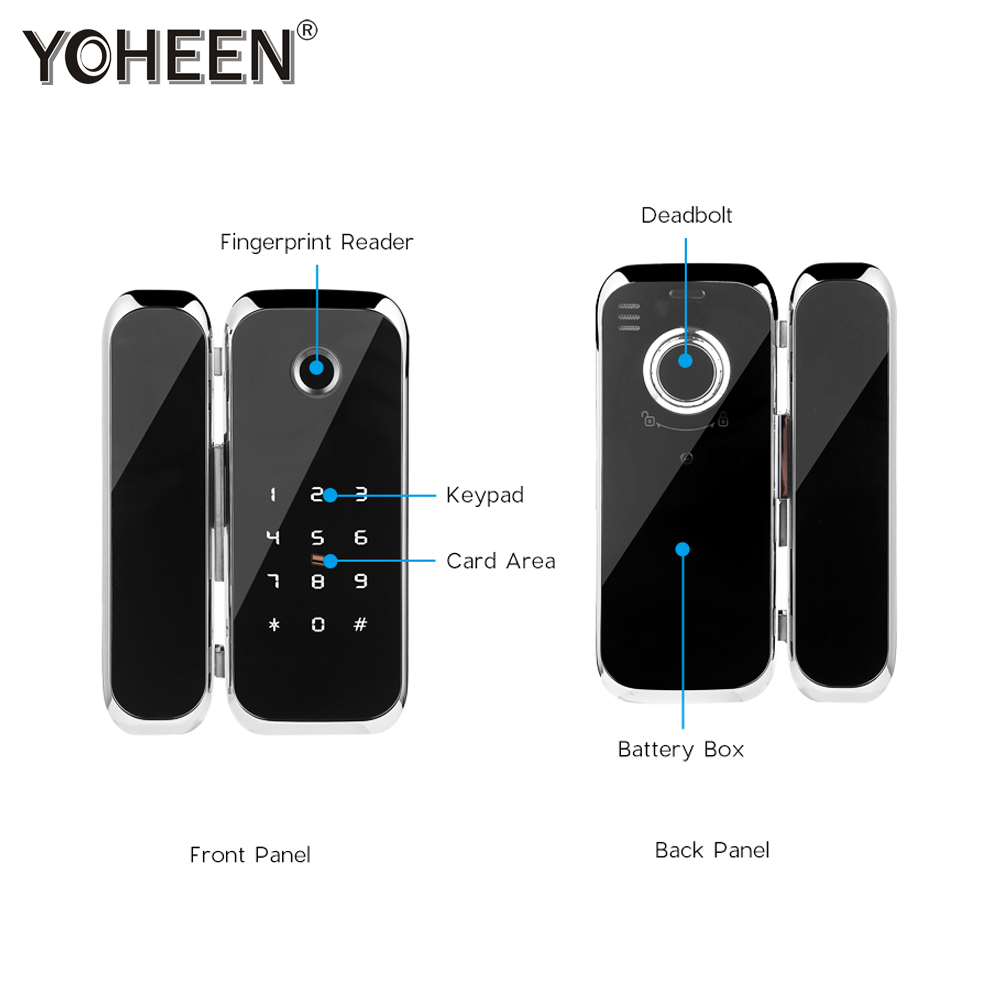 YOHEEN®
Deadbolt
Fingerprint Reader
1 2 3
Keypad
4 5 6
Card Area
7 8 9
* 0 #
Battery Box
Front Panel
Back Panel